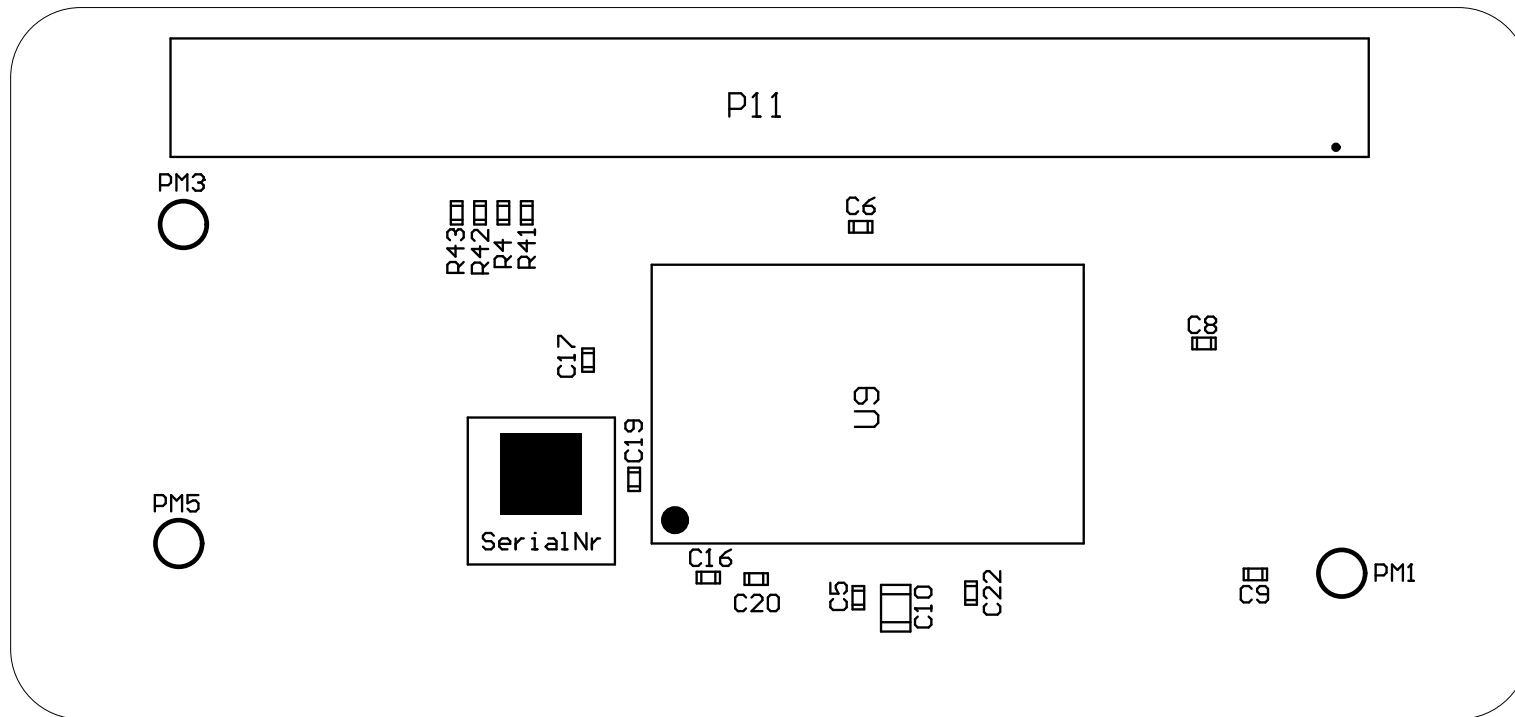 P11
PM3
C6
R43
R42
R4
R41
C8
C17
U9
C19
PM5
SerialNr
C16
C20
C5
C10
C22
C9
PM1